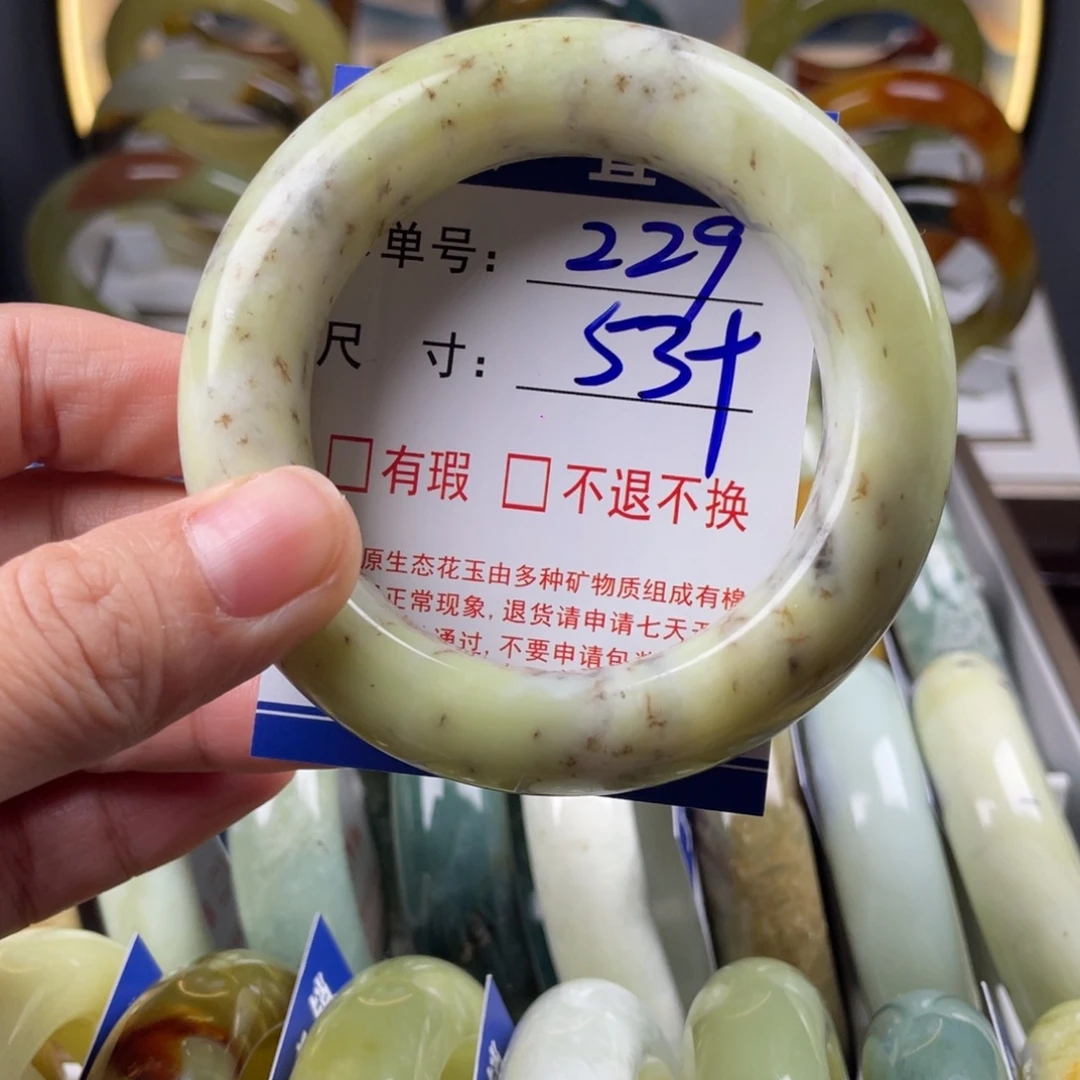 宜
单号: 229
尺 寸: 53+
□有瑕 □不退不换
原生态花玉由多种矿物质组成有棉
正常现象, 退货请申请七天
通过, 不要申请包